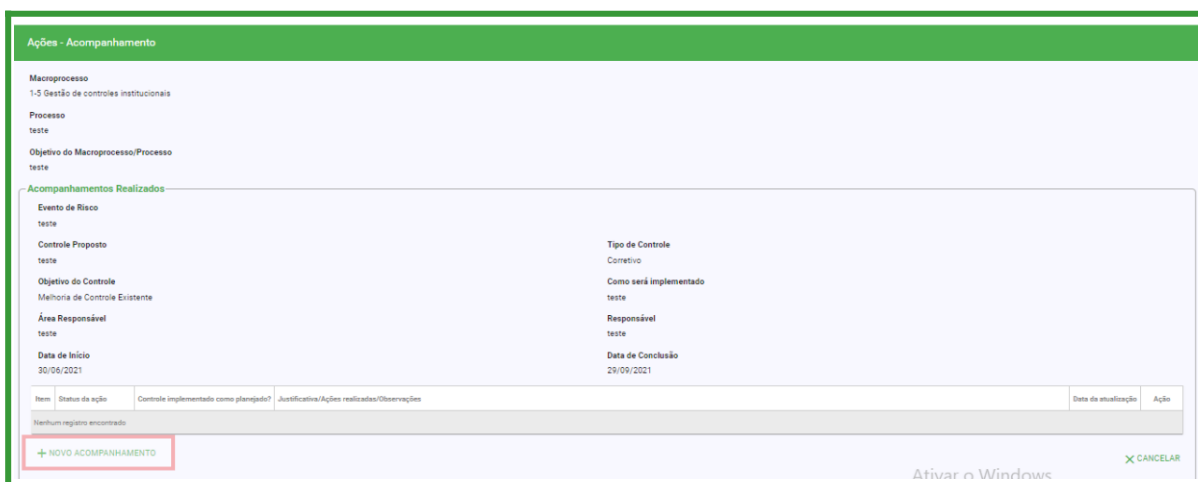 Ações - Acompanhamento
Macroprocesso
1-5 Gestão de controles institucionais
Processo
teste
Objetivo do Macroprocesso/Processo
teste
Acompanhamentos Realizados
Evento de Risco
teste
Controle Proposto Tipo de Controle
teste Corretivo
Objetivo do Controle Como será implementado
Melhoria de Controle Existente teste
Área Responsável Responsável
teste teste
Data de Início Data de Conclusão
30/06/2021 29/09/2021
Item Status da ação Controle implementado como planejado? Justificativa/Ações realizadas/Observações Data da atualização Ação
Nenhum registro encontrado
+ NOVO ACOMPANHAMENTO X CANCELAR
Ativar o Windows